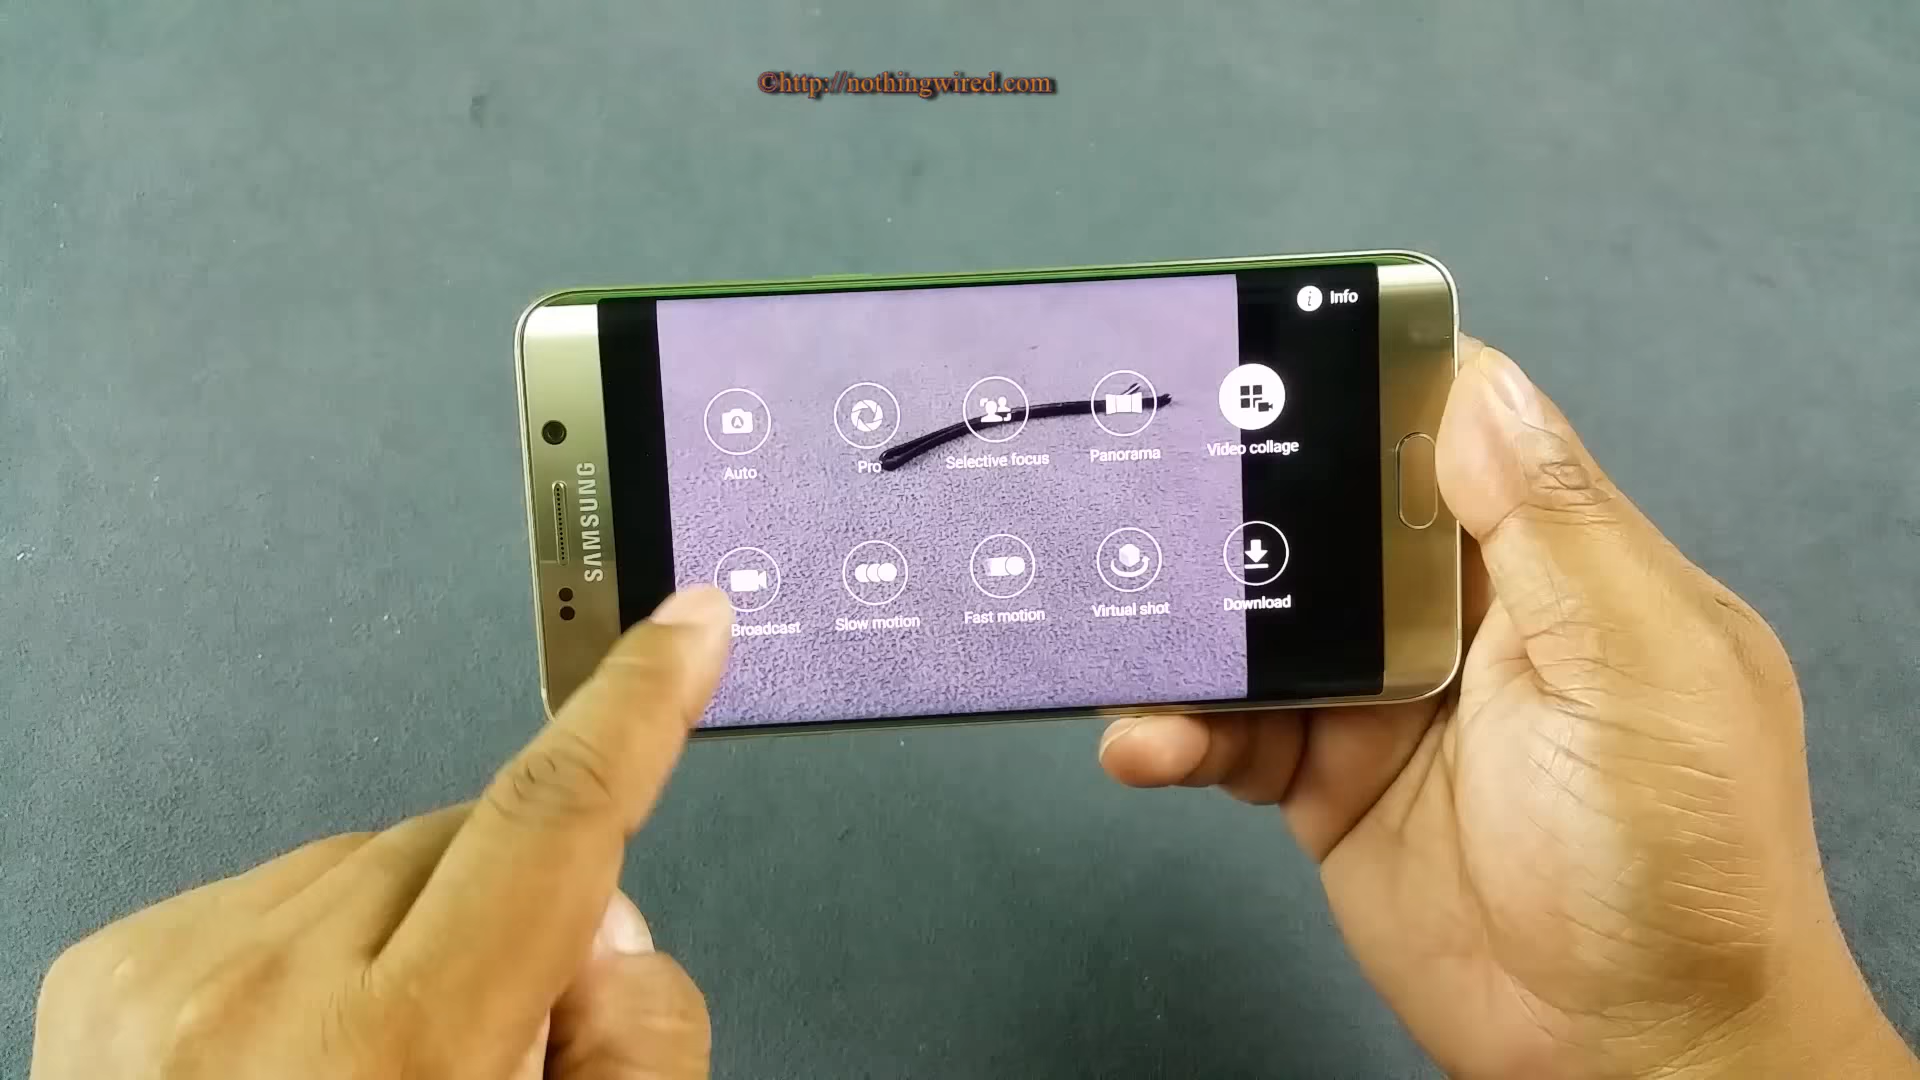 ©http://nothingwired.com
Info
Auto
Pro
Selective focus
Panorama
Video collage
Broadcast
Slow motion
Fast motion
Virtual shot
Download
SAMSUNG